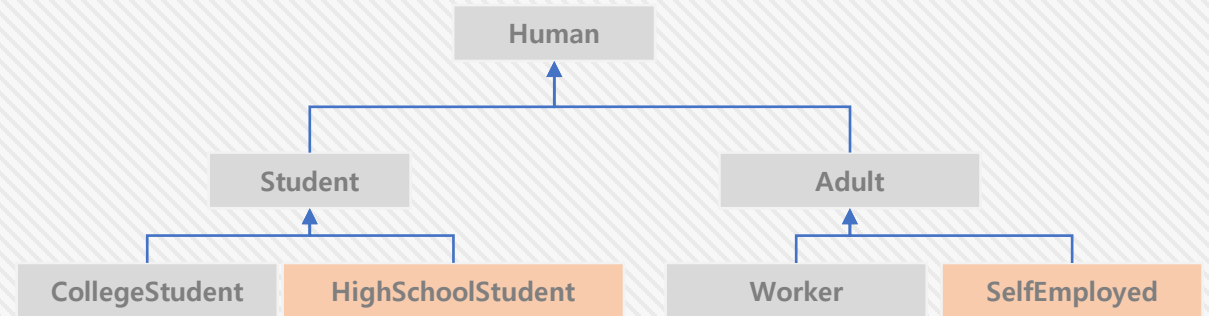 Human
Student
Adult
CollegeStudent
HighSchoolStudent
Worker
SelfEmployed